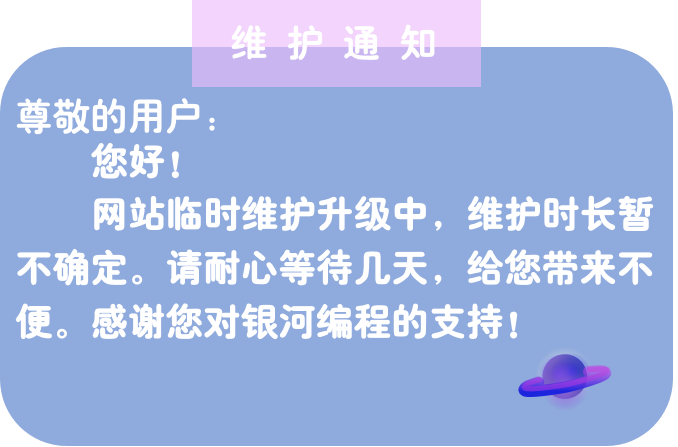 维护通知
尊敬的用户：
您好！
网站临时维护升级中，维护时长暂
不确定。请耐心等待几天，给您带来不
便。感谢您对银河编程的支持！